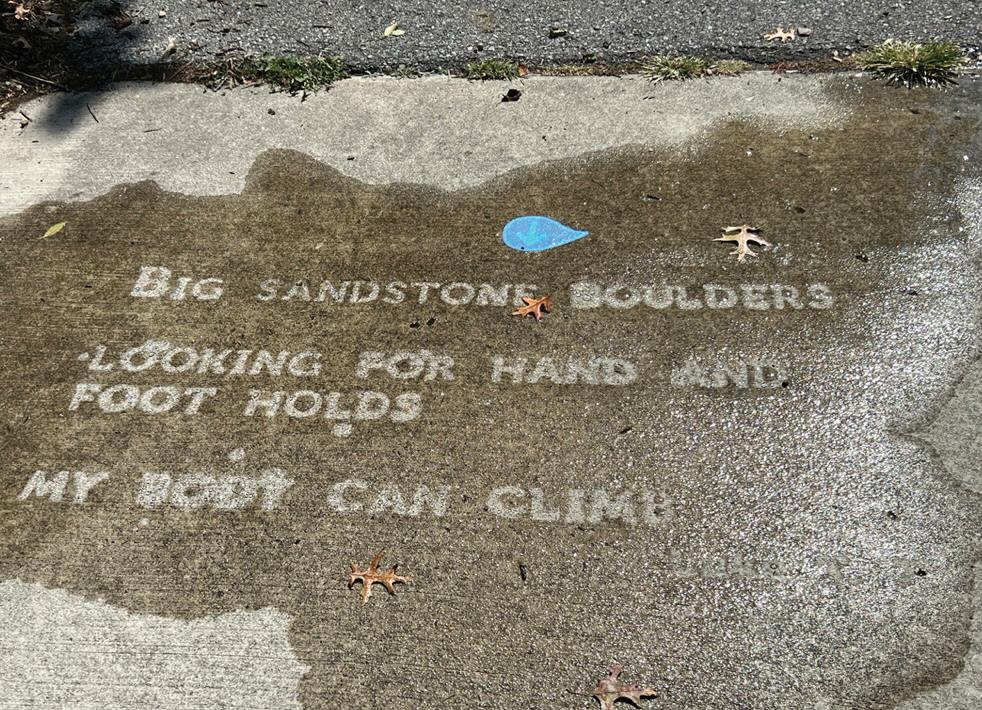 BIG SANDSTONE BOULDERS
LOOKING FOR HAND AND
FOOT HOLDS
MY BODY CAN CLIMB